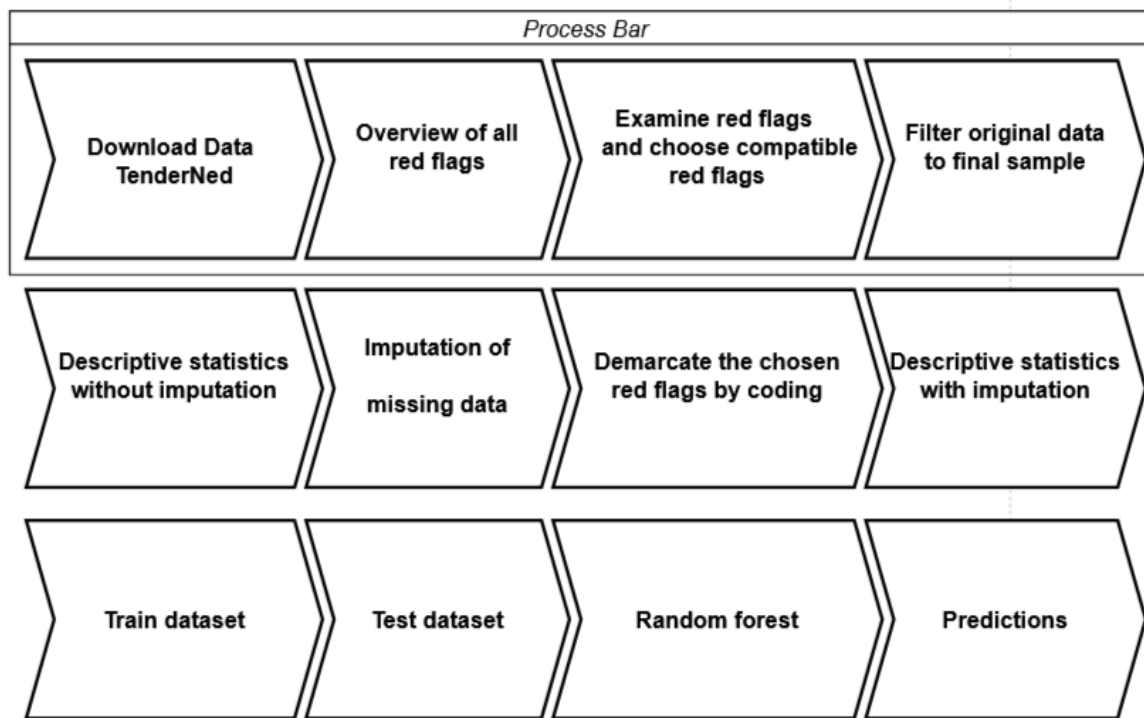 Process Bar
Download Data
TenderNed
Overview of all
red flags
Examine red flags
and choose compatible
red flags
Filter original data
to final sample
Descriptive statistics
without imputation
Imputation of
missing data
Demarcate the chosen
red flags by coding
Descriptive statistics
with imputation
Train dataset
Test dataset
Random forest
Predictions